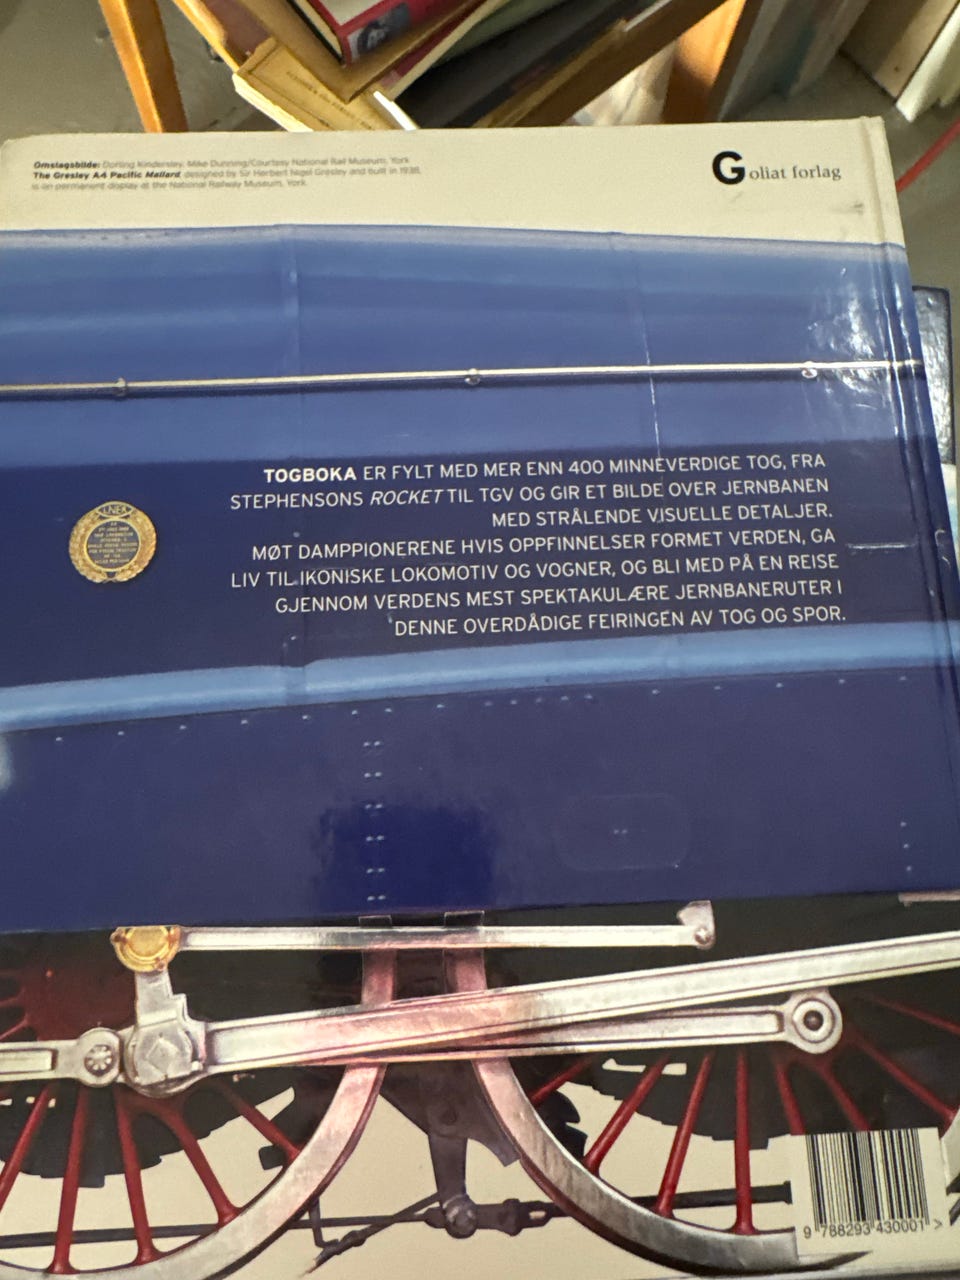 Omslagsbilde: Dorling Kindersley, Mike Dunning/Courtesy National Rail Museum, York
The Gresley A4 Pacific Mallard, designed by Sir Herbert Nigel Gresley and built in 1938,
is on permanent display at the National Railway Museum, York.
Goliat forlag
TOGBOKA ER FYLT MED MER ENN 400 MINNEVERDIGE TOG, FRA
STEPHENSONS ROCKET TIL TGV OG GIR ET BILDE OVER JERNBANEN
MED STRÅLENDE VISUELLE DETALJER.
MØT DAMPPIONERENE HVIS OPPFINNELSER FORMET VERDEN, GA
LIV TIL IKONISKE LOKOMOTIV OG VOGNER, OG BLI MED PÅ EN REISE
GJENNOM VERDENS MEST SPEKTAKULÆRE JERNBANERUTER I
DENNE OVERDÅDIGE FEIRINGEN AV TOG OG SPOR.
LNER
9 788293 430001 >